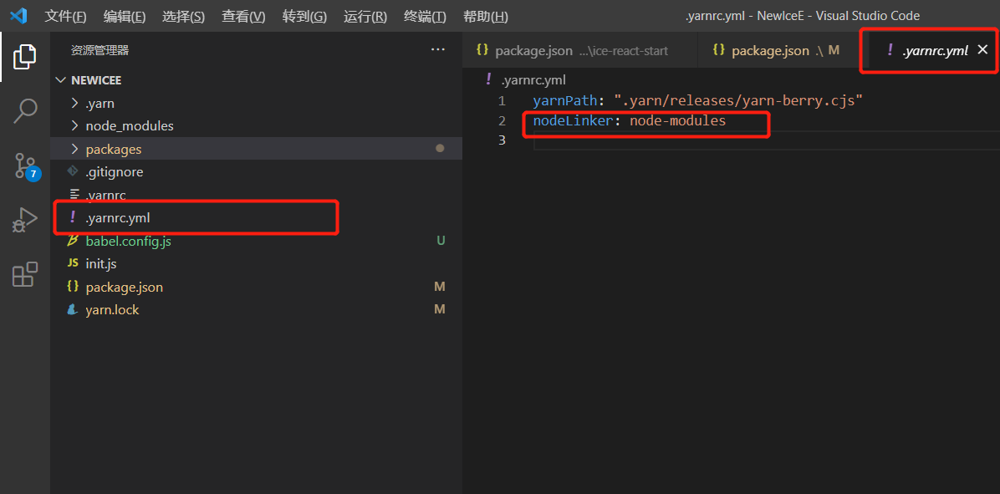 文件(F) 编辑(E) 选择(S) 查看(V) 转到(G) 运行(R) 终端(T) 帮助(H) .yarnrc.yml - NewIceE - Visual Studio Code
资源管理器 ...
NEWICEE
.yarn
node_modules
packages
.gitignore
.yarnrc
! .yarnrc.yml
babel.config.js U
JS init.js
{} package.json M
yarn.lock M
7
{} package.json ...\ice-react-start {} package.json .\ M ! .yarnrc.yml
! .yarnrc.yml
1 yarnPath: ".yarn/releases/yarn-berry.cjs"
2 nodeLinker: node-modules
3